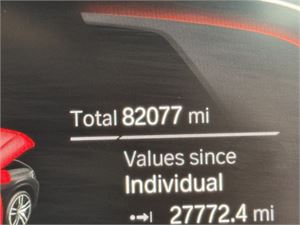 Total 82077 mi
Values since
Individual
27772.4 mi